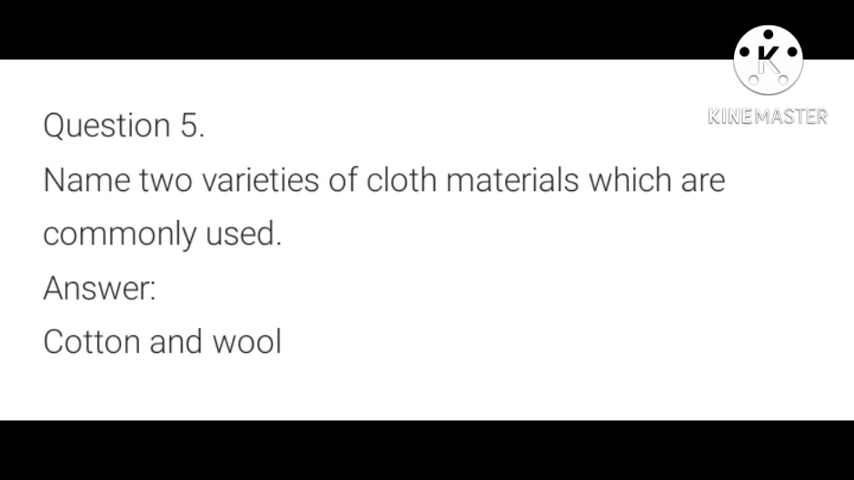 K
KINEMASTER
Question 5.
Name two varieties of cloth materials which are
commonly used.
Answer:
Cotton and wool